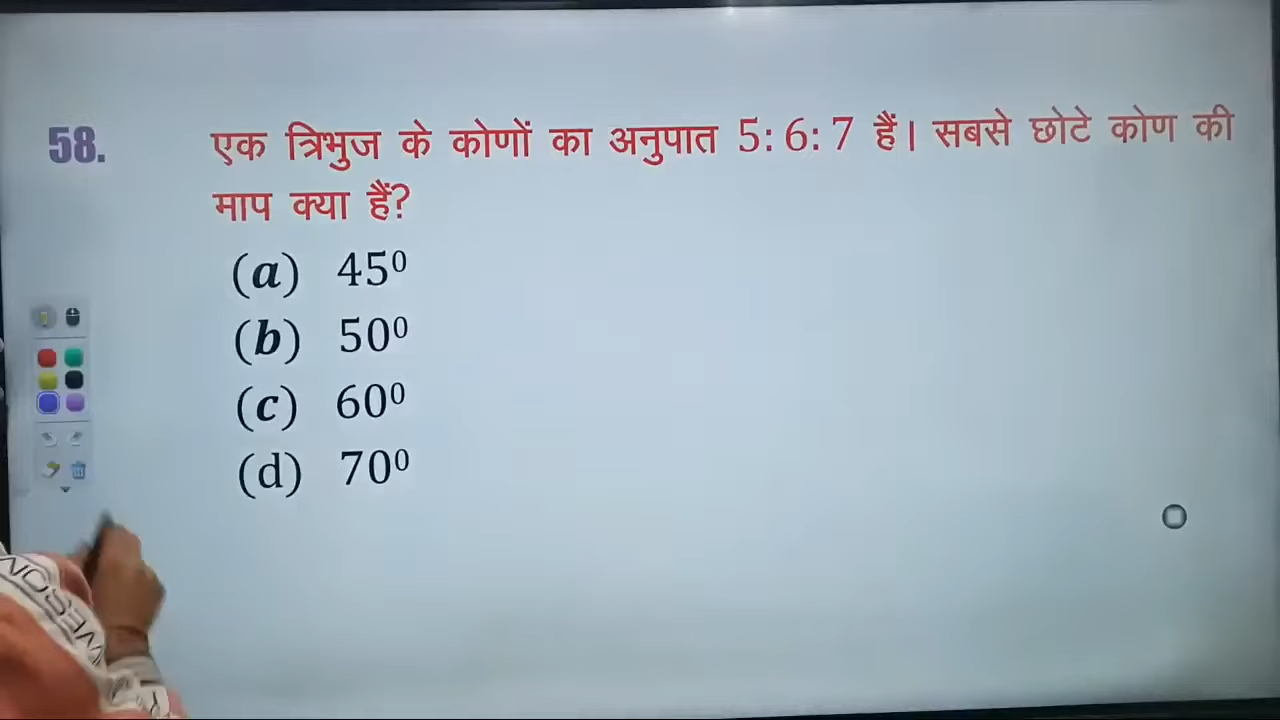 58. एक त्रिभुज के कोणों का अनुपात 5: 6: 7 हैं। सबसे छोटे कोण की
माप क्या हैं?
(a) 45⁰
(b) 50⁰
(c) 60⁰
(d) 70⁰